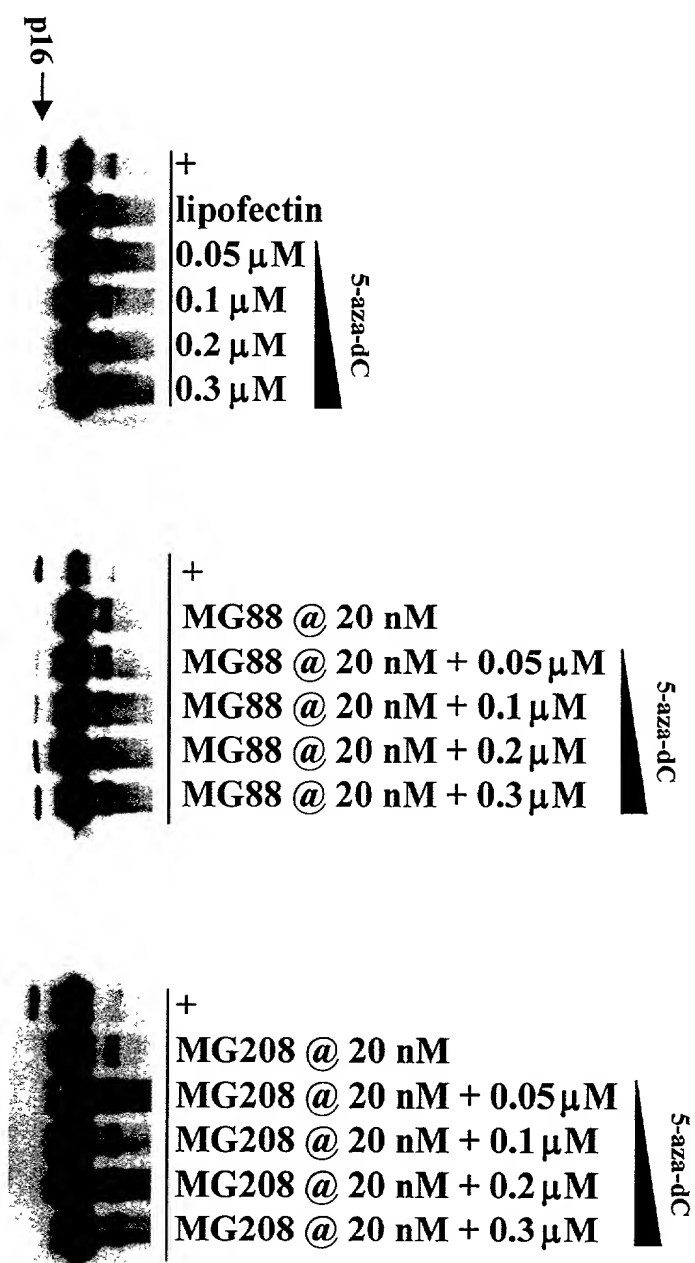 p16
+
lipofectin
0.05 µM
0.1 µM
0.2 µM
0.3 µM
5-aza-dC
+
MG88 @ 20 nM
MG88 @ 20 nM + 0.05 µM
MG88 @ 20 nM + 0.1 µM
MG88 @ 20 nM + 0.2 µM
MG88 @ 20 nM + 0.3 µM
5-aza-dC
+
MG208 @ 20 nM
MG208 @ 20 nM + 0.05 µM
MG208 @ 20 nM + 0.1 µM
MG208 @ 20 nM + 0.2 µM
MG208 @ 20 nM + 0.3 µM
5-aza-dC